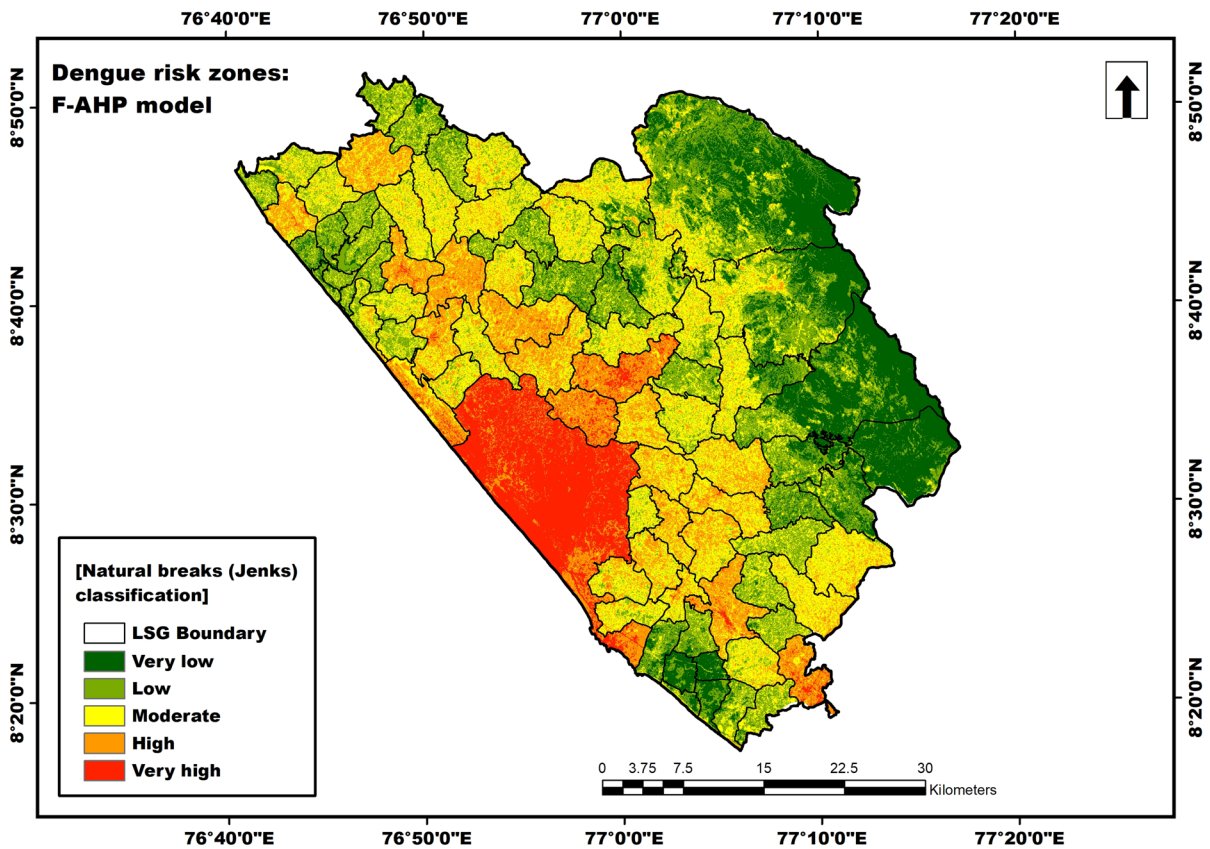 76°40'0"E 76°50'0"E 77°0'0"E 77°10'0"E 77°20'0"E
Dengue risk zones:
F-AHP model
8°50'0"N 8°50'0"N
8°40'0"N 8°40'0"N
8°30'0"N 8°30'0"N
8°20'0"N 8°20'0"N
[Natural breaks (Jenks)
classification]
LSG Boundary
Very low
Low
Moderate
High
Very high
0 3.75 7.5 15 22.5 30
Kilometers
76°40'0"E 76°50'0"E 77°0'0"E 77°10'0"E 77°20'0"E